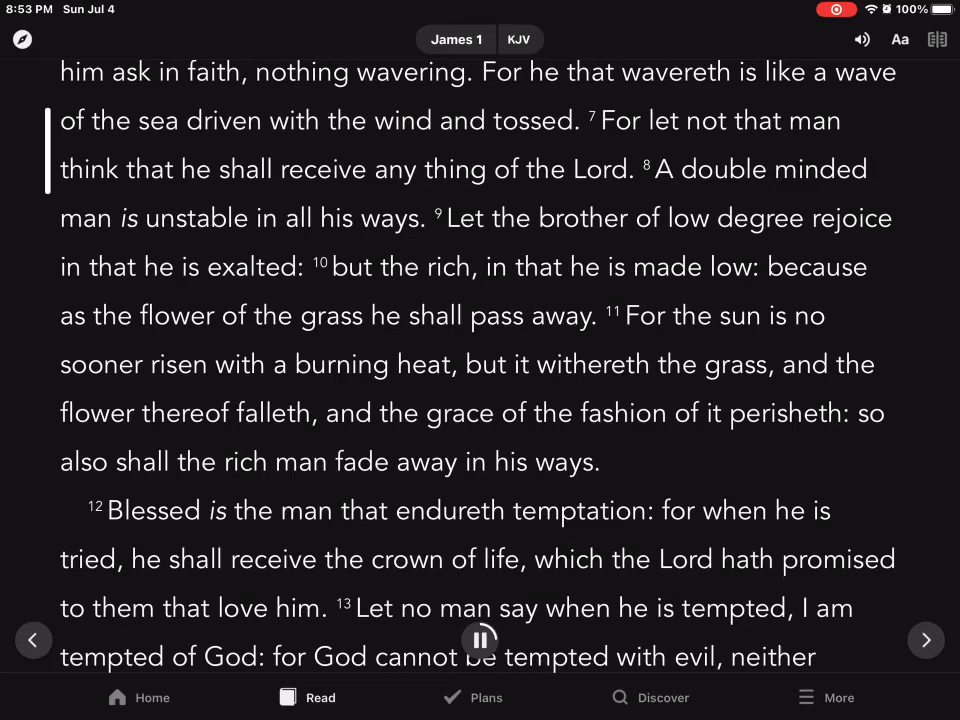 8:53 PM Sun Jul 4 100%
James 1 KJV Aa
him ask in faith, nothing wavering. For he that wavereth is like a wave
of the sea driven with the wind and tossed. 7 For let not that man
think that he shall receive any thing of the Lord. 8 A double minded
man is unstable in all his ways. 9 Let the brother of low degree rejoice
in that he is exalted: 10 but the rich, in that he is made low: because
as the flower of the grass he shall pass away. 11 For the sun is no
sooner risen with a burning heat, but it withereth the grass, and the
flower thereof falleth, and the grace of the fashion of it perisheth: so
also shall the rich man fade away in his ways.
12 Blessed is the man that endureth temptation: for when he is
tried, he shall receive the crown of life, which the Lord hath promised
to them that love him. 13 Let no man say when he is tempted, I am
tempted of God: for God cannot be tempted with evil, neither
Home Read Plans Discover More